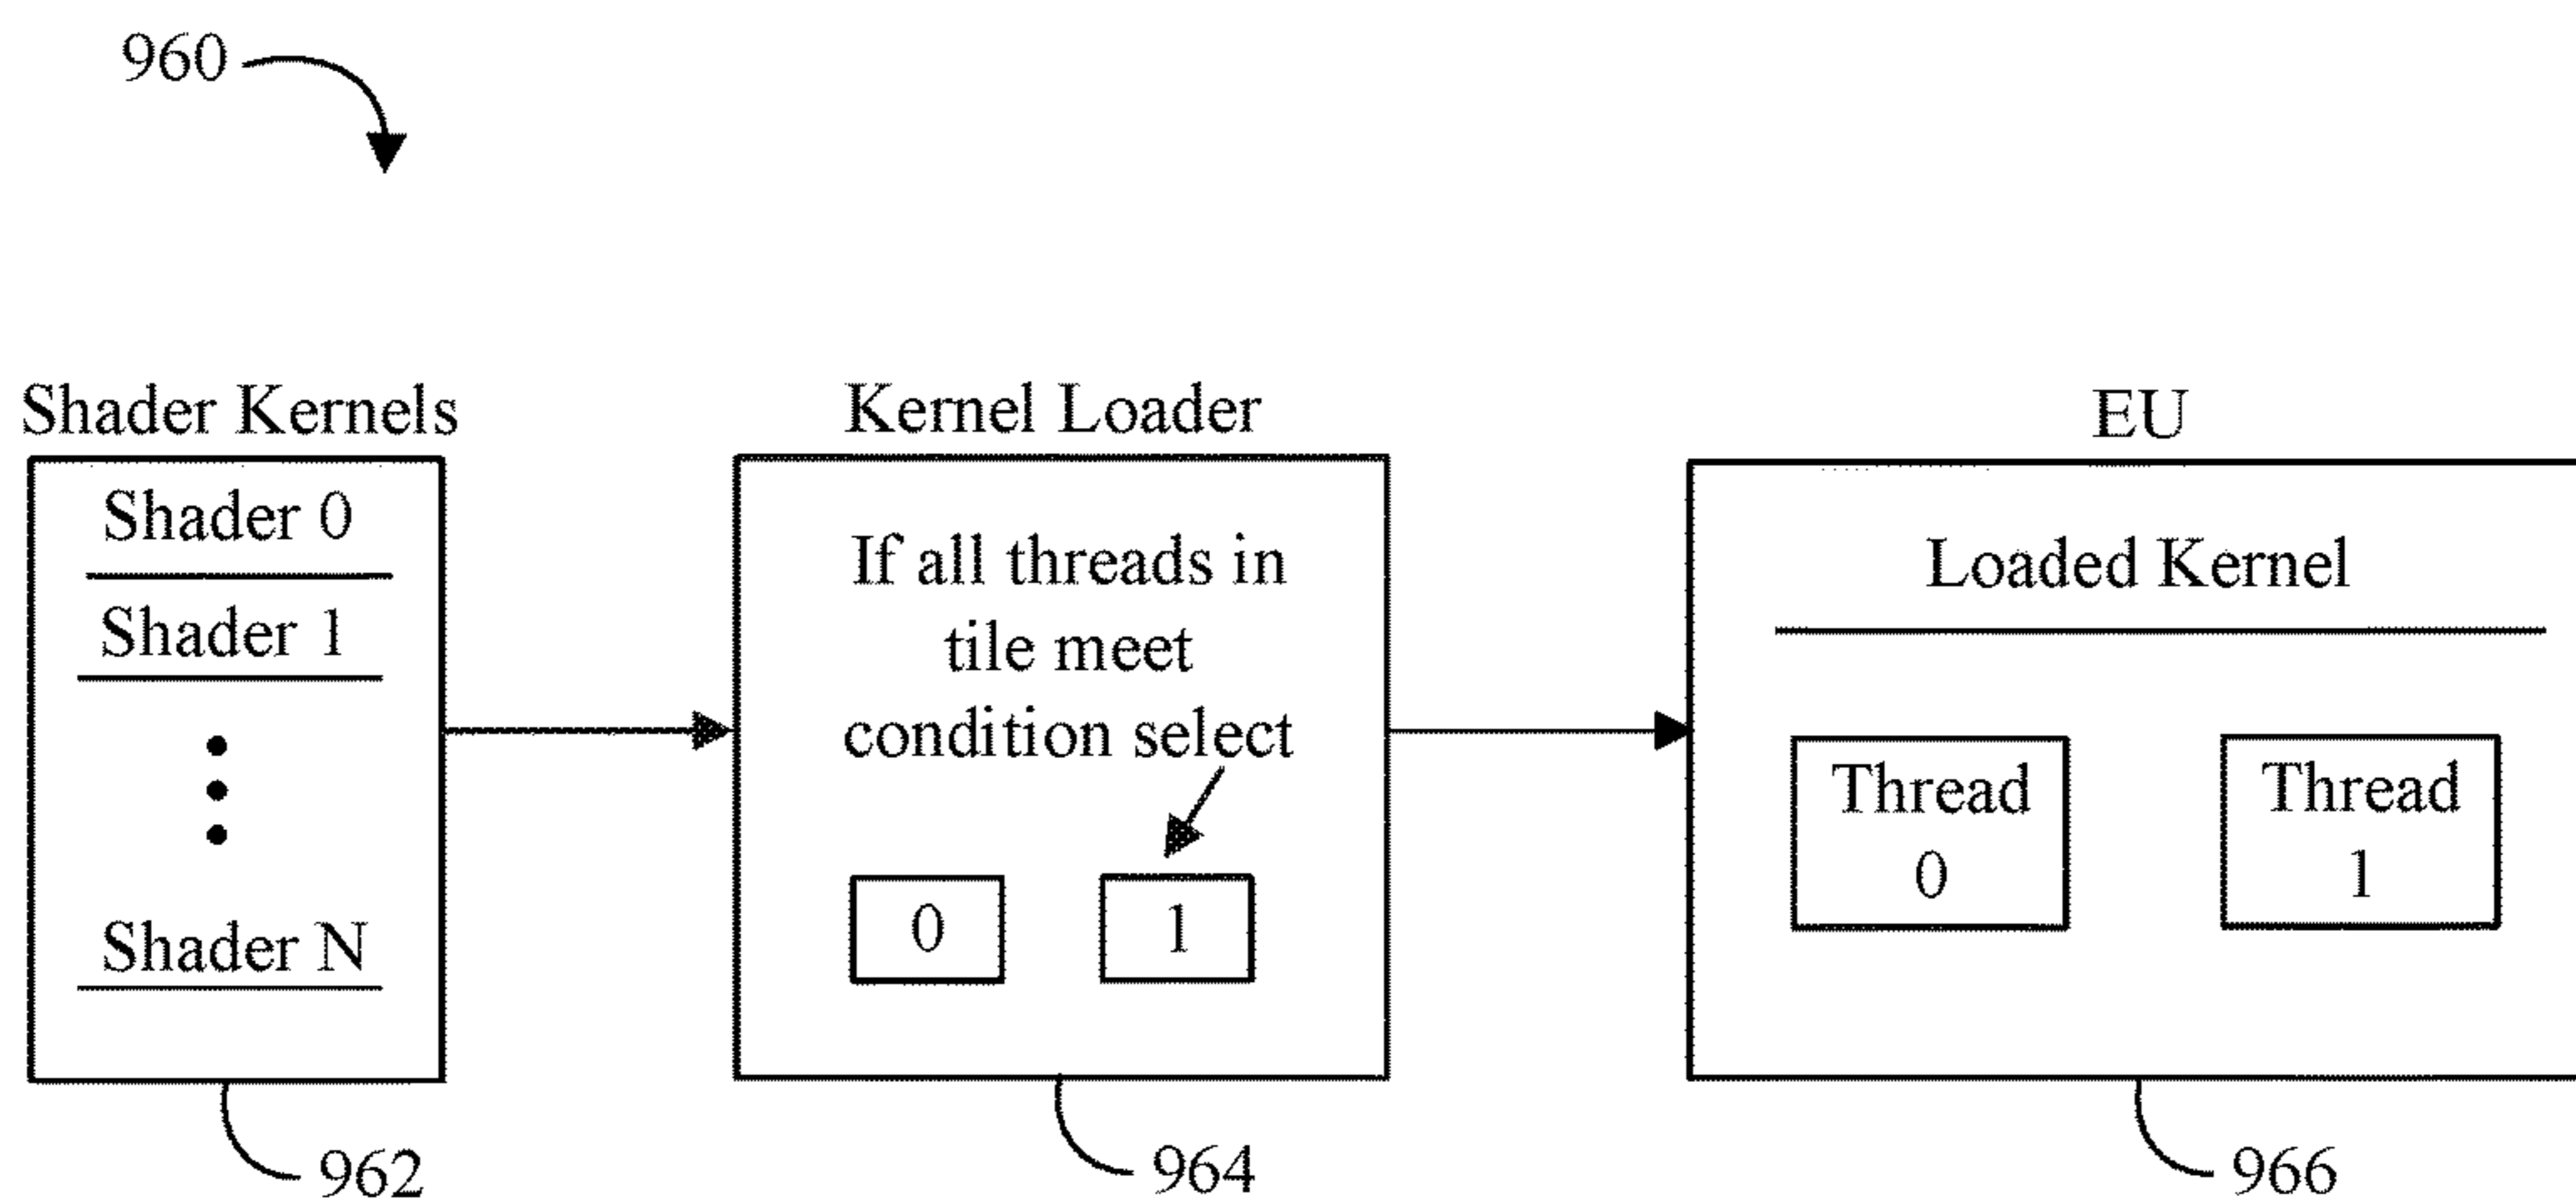 960
Shader Kernels
Shader 0
Shader 1
Shader N
962
Kernel Loader
If all threads in
tile meet
condition select
0
1
964
EU
Loaded Kernel
Thread
0
Thread
1
966